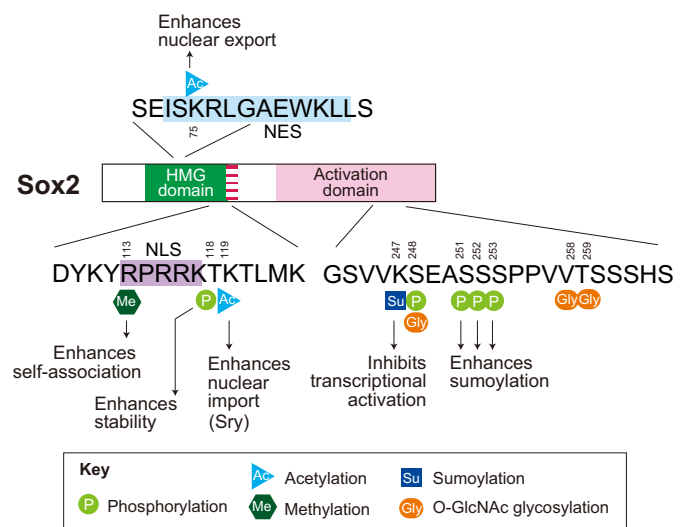 Enhances
nuclear export
Ac
SEISKRLGAEWKLLS
75
NES
Sox2
HMG
domain
Activation
domain
113
NLS
118
119
247
248
251
252
253
258
259
DYKYRPRRKTKTLMK
GSVVKSEASSSPPVVTSSSHS
Me
P
Ac
Su
P
P
P
P
Gly
Gly
Gly
Enhances
self-association
Enhances
stability
Enhances
nuclear
import
(Sry)
Inhibits
transcriptional
activation
Enhances
sumoylation
Key
Ac Acetylation
Su Sumoylation
P Phosphorylation
Me Methylation
Gly O-GlcNAc glycosylation